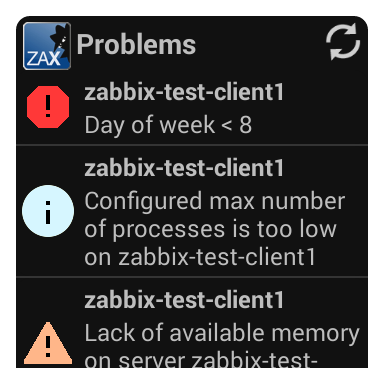 ZAX
Problems
zabbix-test-client1
Day of week < 8
zabbix-test-client1
Configured max number
of processes is too low
on zabbix-test-client1
zabbix-test-client1
Lack of available memory
on server zabbix-test-